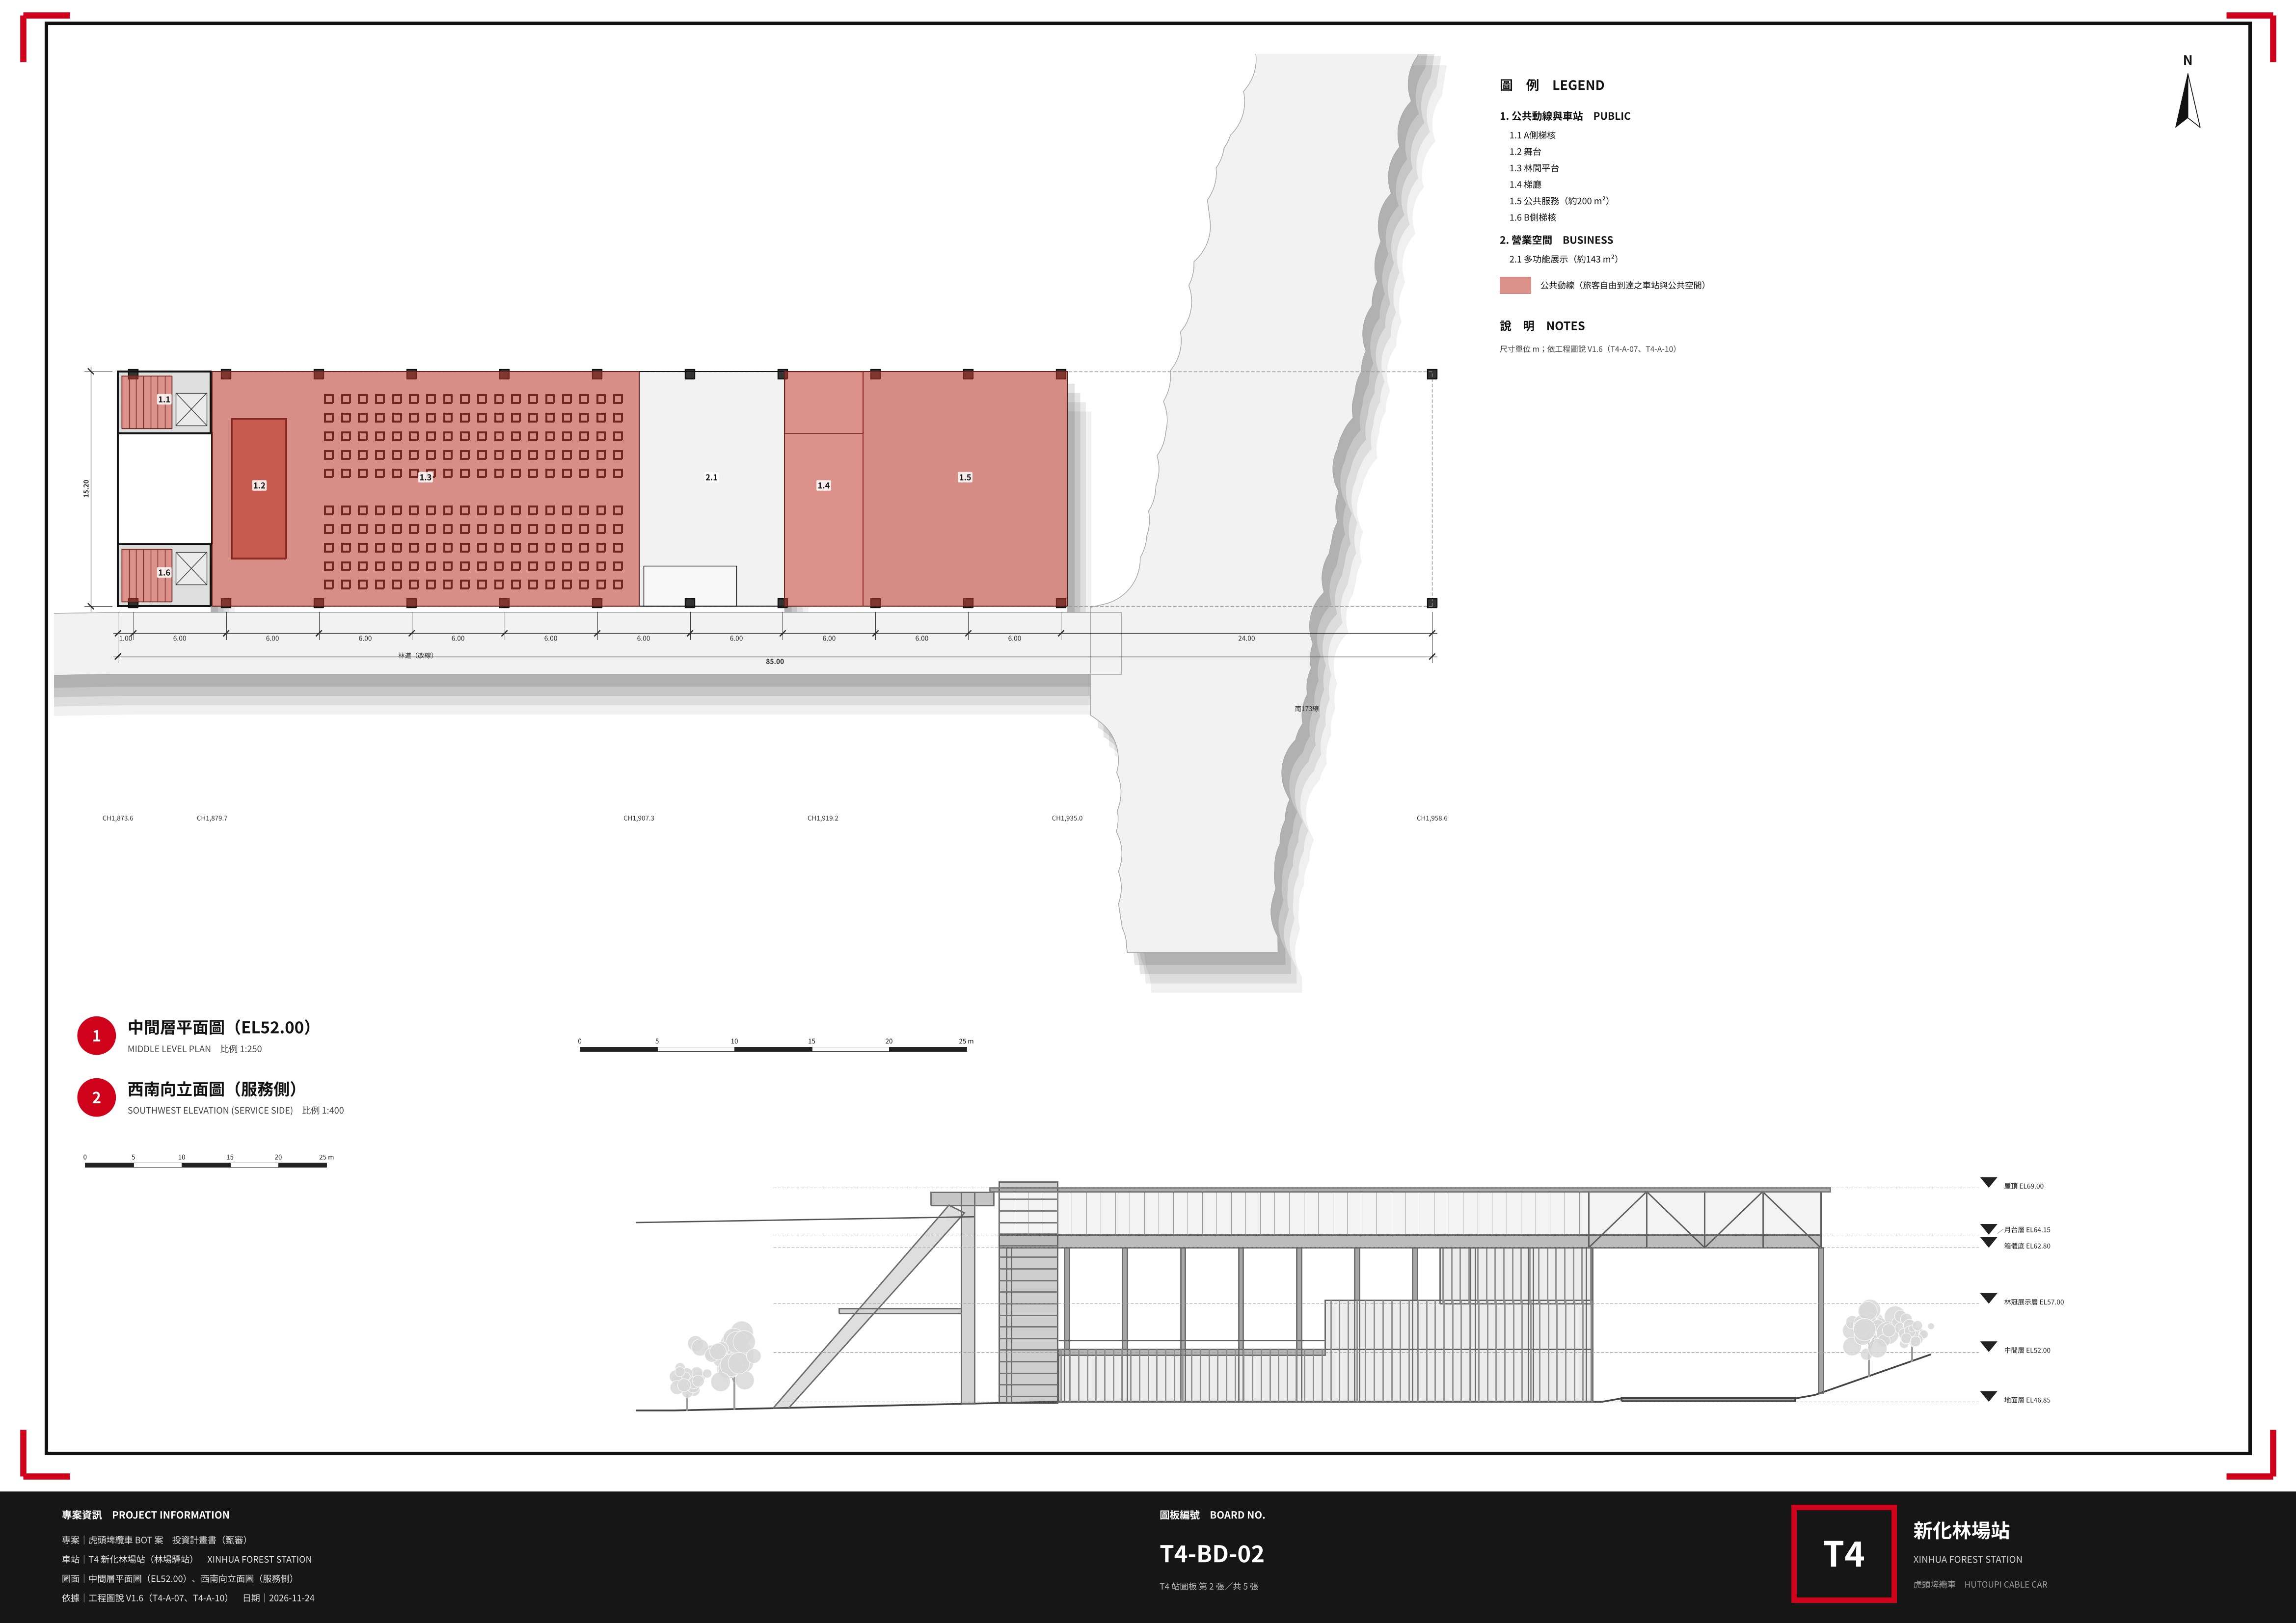 N
圖 例 LEGEND
1. 公共動線與車站 PUBLIC
1.1 A側梯核
1.2 舞台
1.3 林間平台
1.4 梯廳
1.5 公共服務（約200 m²）
1.6 B側梯核
2. 營業空間 BUSINESS
2.1 多功能展示（約143 m²）
公共動線（旅客自由到達之車站與公共空間）
說 明 NOTES
尺寸單位 m；依工程圖說 V1.6（T4-A-07、T4-A-10）
1.1
1.2
1.3
2.1
1.4
1.5
1.6
15.20
1.00
6.00
6.00
6.00
6.00
6.00
6.00
6.00
6.00
6.00
6.00
24.00
林道（改線）
85.00
南173線
CH1,873.6
CH1,879.7
CH1,907.3
CH1,919.2
CH1,935.0
CH1,958.6
1
中間層平面圖（EL52.00）
MIDDLE LEVEL PLAN 比例 1:250
0 5 10 15 20 25 m
2
西南向立面圖（服務側）
SOUTHWEST ELEVATION (SERVICE SIDE) 比例 1:400
0 5 10 15 20 25 m
屋頂 EL69.00
月台層 EL64.15
箱體底 EL62.80
林冠展示層 EL57.00
中間層 EL52.00
地面層 EL46.85
專案資訊 PROJECT INFORMATION
專案｜虎頭埤纜車 BOT 案 投資計畫書（甄審）
車站｜T4 新化林場站（林場驛站） XINHUA FOREST STATION
圖面｜中間層平面圖（EL52.00）、西南向立面圖（服務側）
依據｜工程圖說 V1.6（T4-A-07、T4-A-10） 日期｜2026-11-24
圖板編號 BOARD NO.
T4-BD-02
T4 站圖板 第 2 張／共 5 張
T4
新化林場站
XINHUA FOREST STATION
虎頭埤纜車 HUTOUPI CABLE CAR